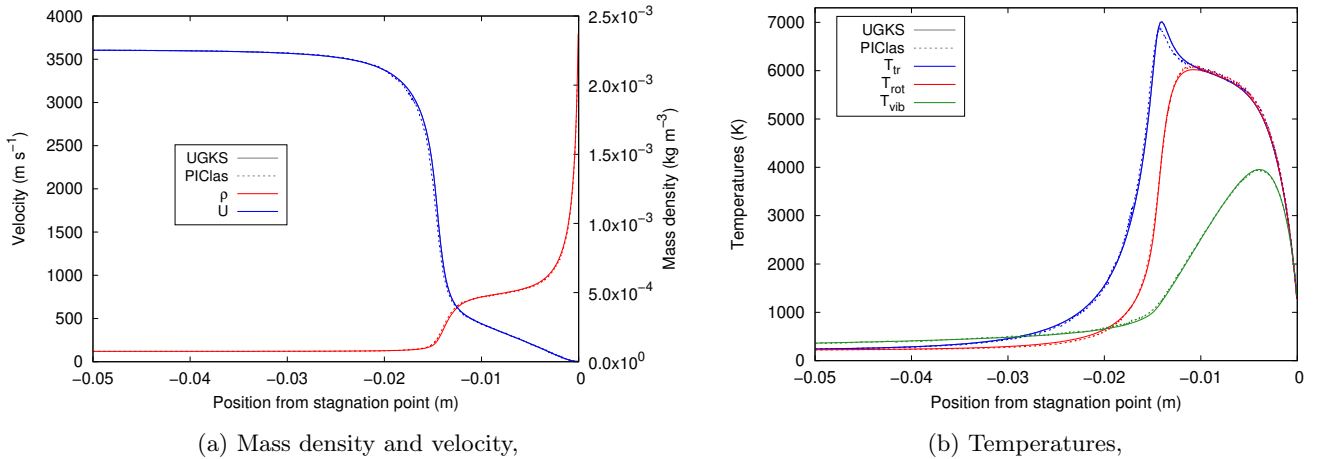 4000
3500
3000
2500
2000
1500
1000
500
0
Velocity (m s⁻¹)
UGKS
PIClas
ρ
U
2.5x10⁻³
2.0x10⁻³
1.5x10⁻³
1.0x10⁻³
5.0x10⁻⁴
0.0x10⁰
Mass density (kg m⁻³)
−0.05 −0.04 −0.03 −0.02 −0.01 0
Position from stagnation point (m)
(a) Mass density and velocity,
7000
6000
5000
4000
3000
2000
1000
0
Temperatures (K)
UGKS
PIClas
T_tr
T_rot
T_vib
−0.05 −0.04 −0.03 −0.02 −0.01 0
Position from stagnation point (m)
(b) Temperatures,